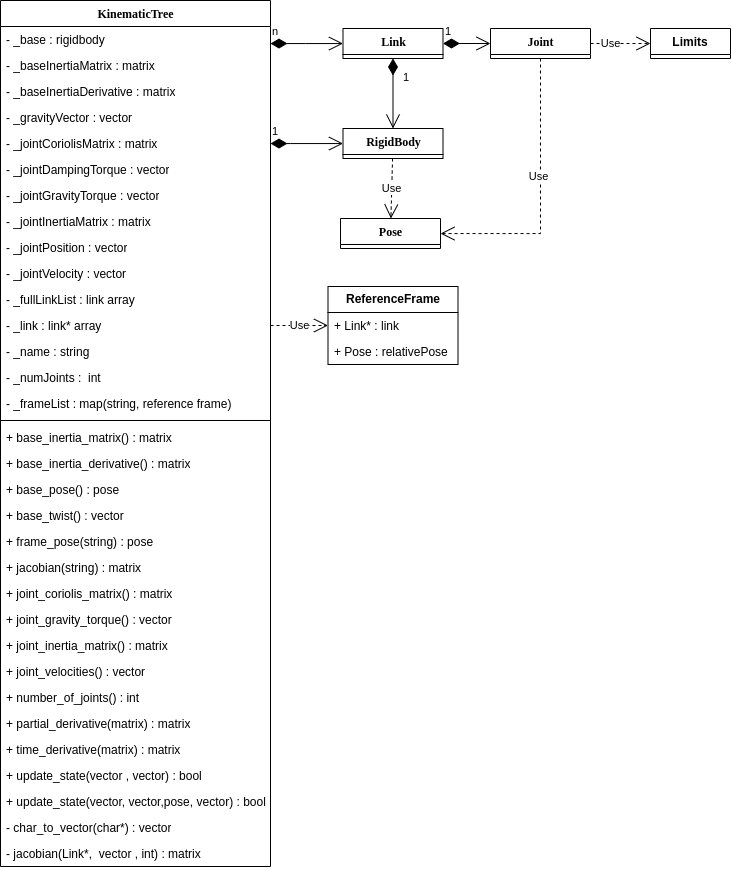 KinematicTree
- _base : rigidbody
- _baseInertiaMatrix : matrix
- _baseInertiaDerivative : matrix
- _gravityVector : vector
- _jointCoriolisMatrix : matrix
- _jointDampingTorque : vector
- _jointGravityTorque : vector
- _jointInertiaMatrix : matrix
- _jointPosition : vector
- _jointVelocity : vector
- _fullLinkList : link array
- _link : link* array
- _name : string
- _numJoints :  int
- _frameList : map(string, reference frame)
+ base_inertia_matrix() : matrix
+ base_inertia_derivative() : matrix
+ base_pose() : pose
+ base_twist() : vector
+ frame_pose(string) : pose
+ jacobian(string) : matrix
+ joint_coriolis_matrix() : matrix
+ joint_gravity_torque() : vector
+ joint_inertia_matrix() : matrix
+ joint_velocities() : vector
+ number_of_joints() : int
+ partial_derivative(matrix) : matrix
+ time_derivative(matrix) : matrix
+ update_state(vector , vector) : bool
+ update_state(vector, vector,pose, vector) : bool
- char_to_vector(char*) : vector
- jacobian(Link*,  vector , int) : matrix
n
Link
1
Joint
Use
Limits
1
1
RigidBody
Use
Use
Pose
Use
ReferenceFrame
+ Link* : link
+ Pose : relativePose